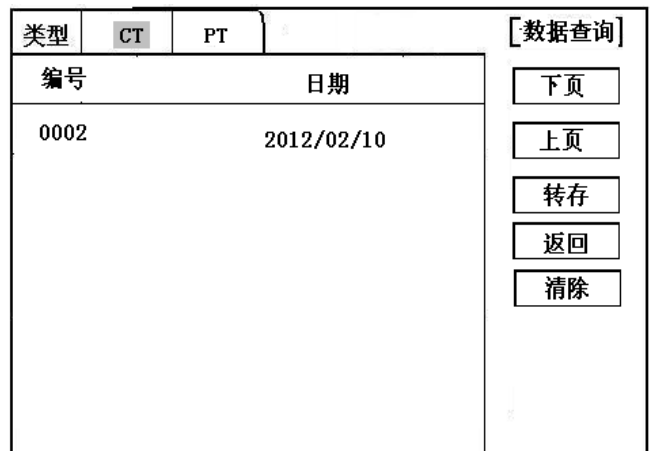 类型 CT PT [数据查询]
编号 日期 下页
0002 2012/02/10 上页
转存
返回
清除